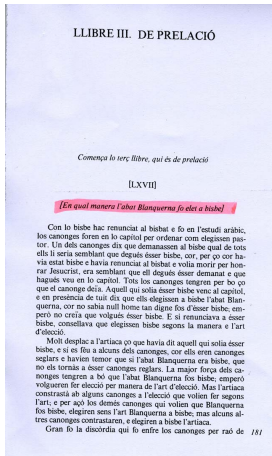 LLIBRE III. DE PRELACIÓ
Comença lo terç llibre, qui és de prelació
[LXVII]
[En qual manera l'abat Blanquerna fo elet a bisbe]
Con lo bisbe hac renunciat al bisbat e fo en l'estudi aràbic,
los canonges foren en lo capítol per ordenar com elegissen pas-
tor. Un dels canonges dix que demanassen al bisbe qual de tots
ells li seria semblant que degués ésser bisbe, cor, per ço cor ha-
via estat bisbe e havia renunciat al bisbat e volia morir per hon-
rar Jesucrist, era semblant que ell degués ésser demanat e que
hagués veu en lo capítol. Tots los canonges tengren per bo ço
que el canonge deïa. Aquell qui solia ésser bisbe venc al capítol,
e en presència de tuit dix que ells elegissen a bisbe l'abat Blan-
querna, cor no sabia null home tan digne fos d'ésser bisbe; em-
però no creïa que volgués ésser bisbe. E si renunciava a ésser
bisbe, consellava que elegissen bisbe segons la manera e l'art
d'elecció.
Molt desplac a l'artiaca ço que havia dit aquell qui solia ésser
bisbe, e si es feu a alcuns dels canonges, cor ells eren canonges
seglars e havien temor que si l'abat Blanquerna era bisbe, que
no els tornàs a ésser canonges reglars. La major força dels ca-
nonges tengren a bo que l'abat Blanquerna fos bisbe; emperò
volgueren fer elecció per manera de l'art d'elecció. Mas l'artiaca
constrastà ab alguns canonges a l'elecció que volien fer segons
l'art; e per açò los demés canonges qui volien que Blanquerna
fos bisbe, elegiren sens l'art Blanquerna a bisbe; mas alcuns al-
tres canonges contrastaren, e elegiren a bisbe l'artiaca.
Gran fo la discòrdia qui fo enfre los canonges per raó de
181